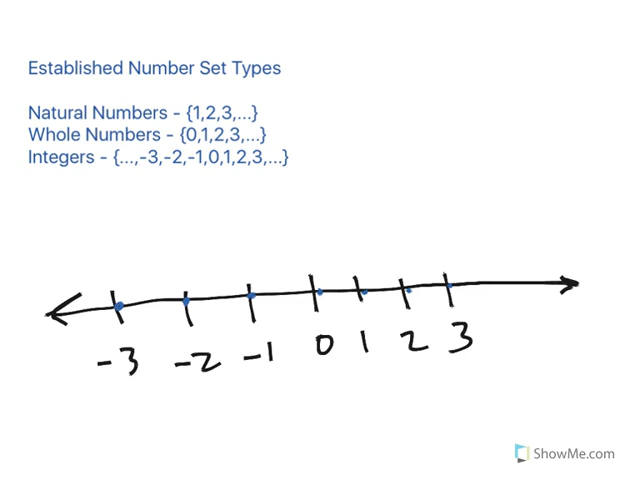 Established Number Set Types
Natural Numbers - {1,2,3,...}
Whole Numbers - {0,1,2,3,...}
Integers - {...,-3,-2,-1,0,1,2,3,...}
-3 -2 -1 0 1 2 3
ShowMe.com